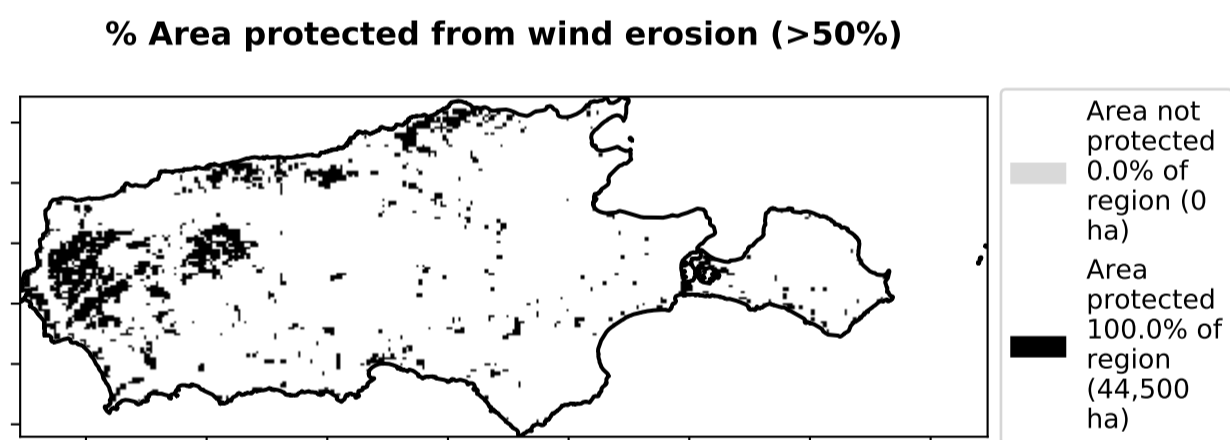 % Area protected from wind erosion (>50%)
Area not
protected
0.0% of
region (0
ha)
Area
protected
100.0% of
region
(44,500
ha)